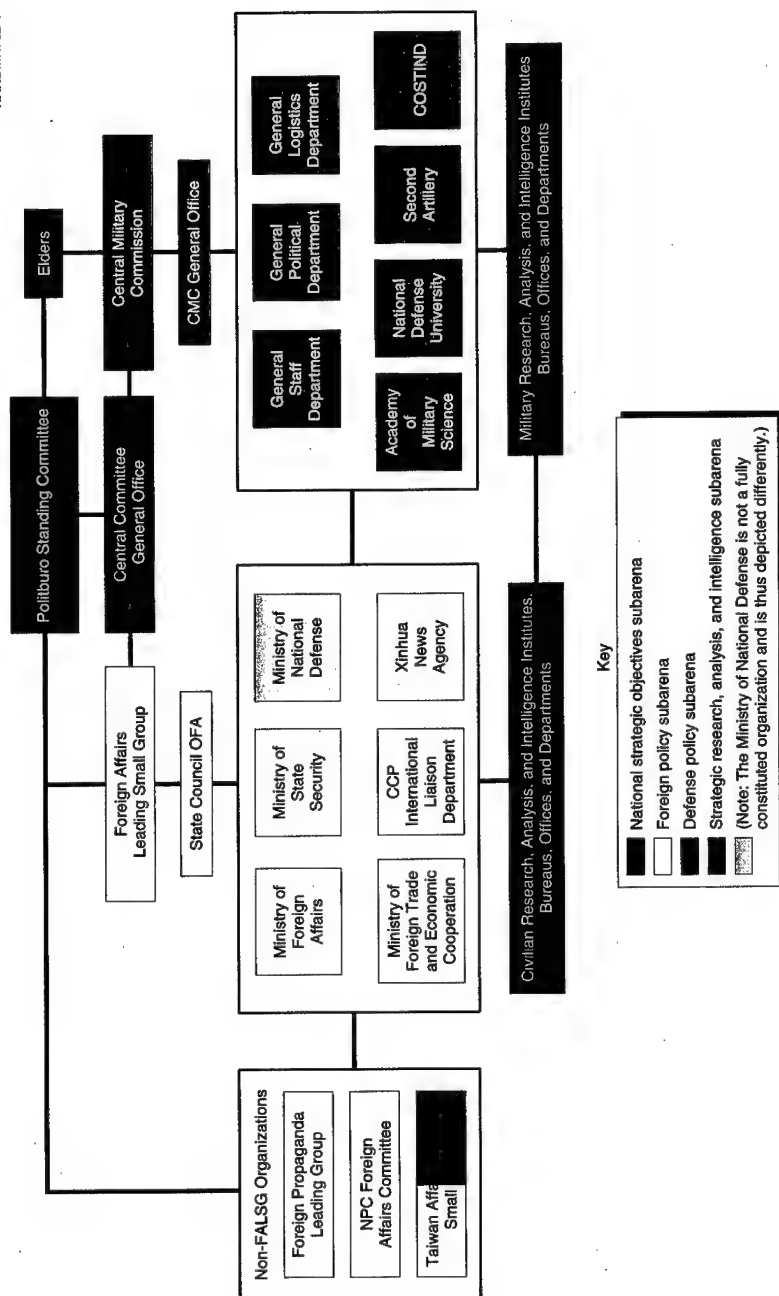 Politburo Standing Committee
Elders
Central Committee
General Office
Central Military
Commission
CMC General Office
Foreign Affairs
Leading Small Group
State Council OFA
Non-FALSG Organizations
Foreign Propaganda
Leading Group
NPC Foreign
Affairs Committee
Taiwan
Small
Ministry of
Foreign
Affairs
Ministry of
State
Security
Ministry of
National
Defense
Ministry of
Foreign Trade
and Economic
Cooperation
CCP
International
Liaison
Department
Xinhua
News
Agency
General
Staff
Department
General
Political
Department
General
Logistics
Department
Academy
of
Military
Science
National
Defense
University
Second
Artillery
COSTIND
Civilian Research, Analysis, and Intelligence Institutes,
Bureaus, Offices, and Departments
Military Research, Analysis, and Intelligence Institutes
Bureaus, Offices, and Departments
Key
National strategic objectives subarena
Foreign policy subarena
Defense policy subarena
Strategic research, analysis, and intelligence subarena
(Note: The Ministry of National Defense is not a fully
constituted organization and is thus depicted differently.)